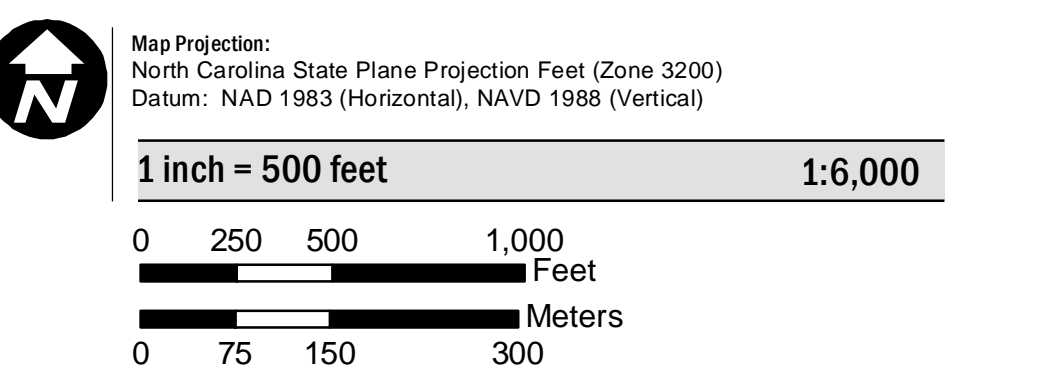 N
Map Projection:
North Carolina State Plane Projection Feet (Zone 3200)
Datum: NAD 1983 (Horizontal), NAVD 1988 (Vertical)
1 inch = 500 feet 1:6,000
0 250 500 1,000
Feet
Meters
0 75 150 300